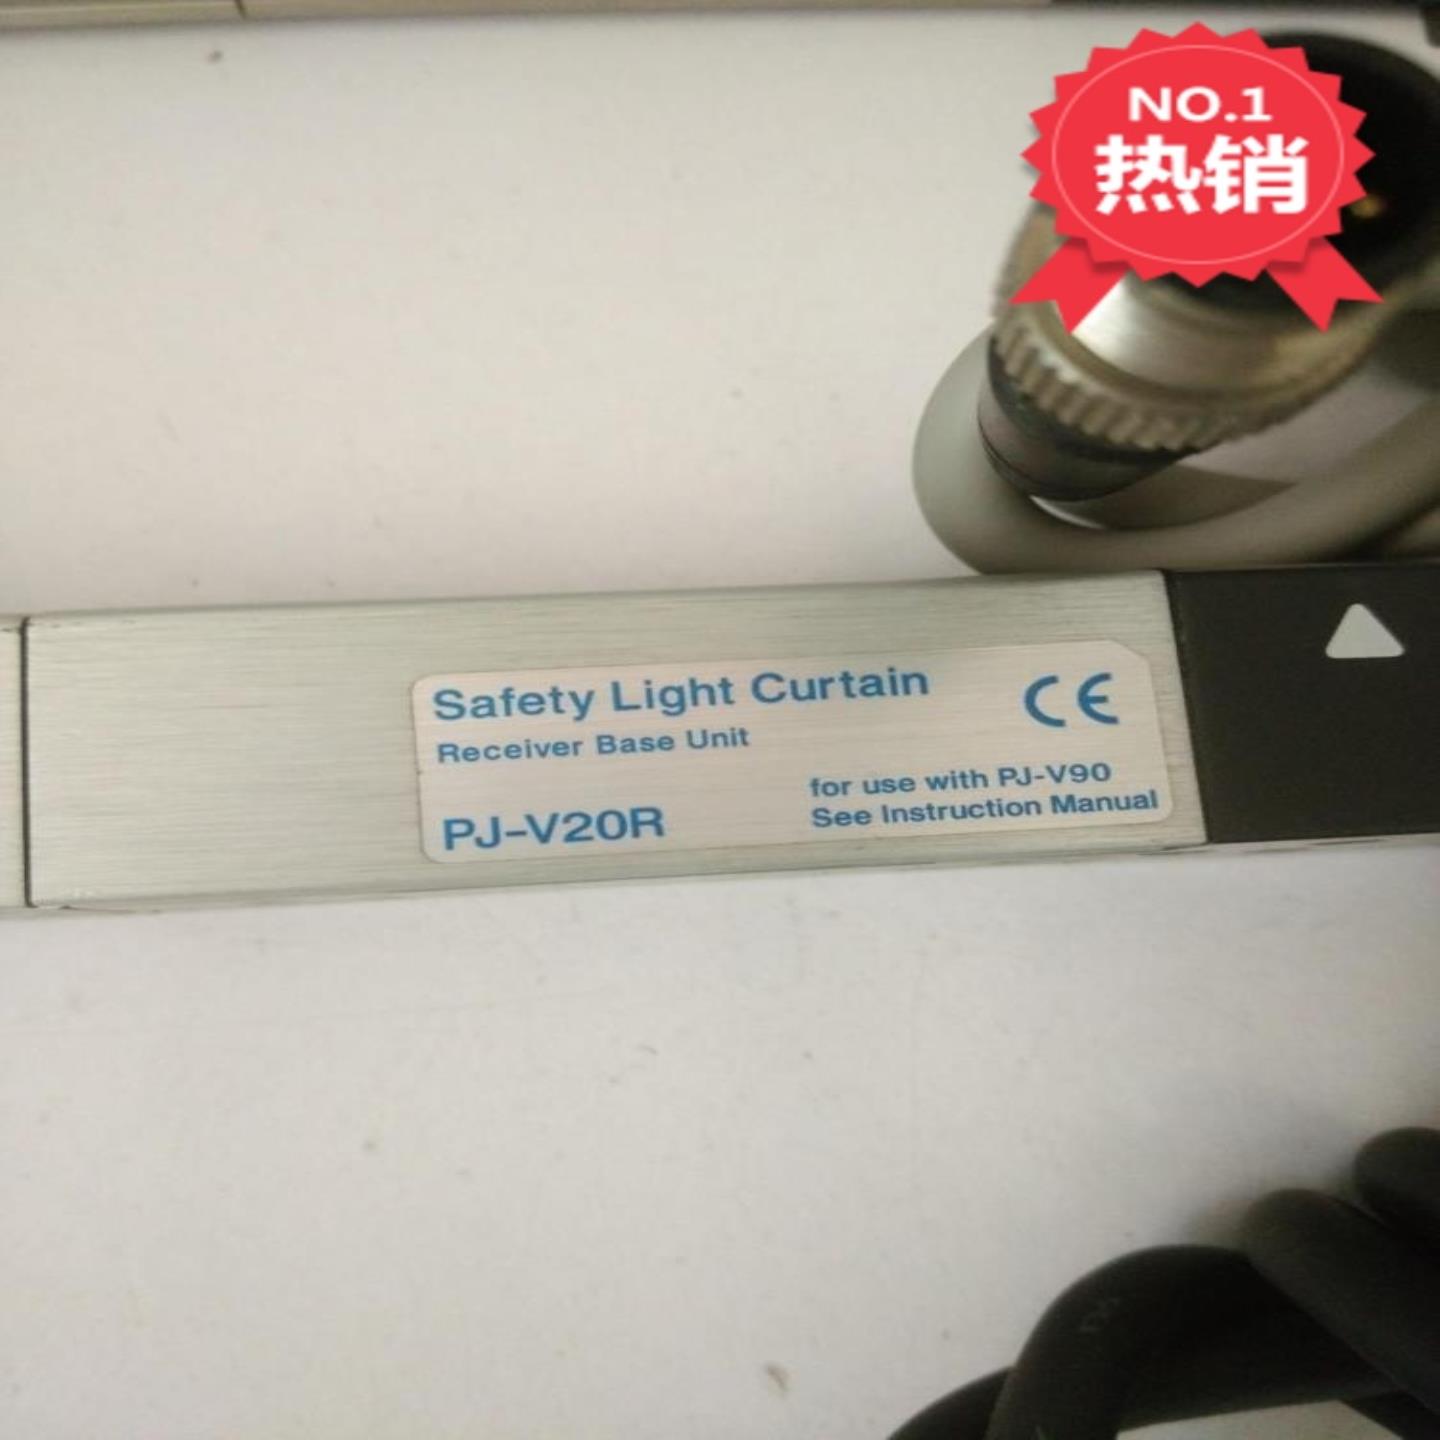 NO.1
热销
Safety Light Curtain
CE
Receiver Base Unit
for use with PJ-V90
PJ-V20R
See Instruction Manual